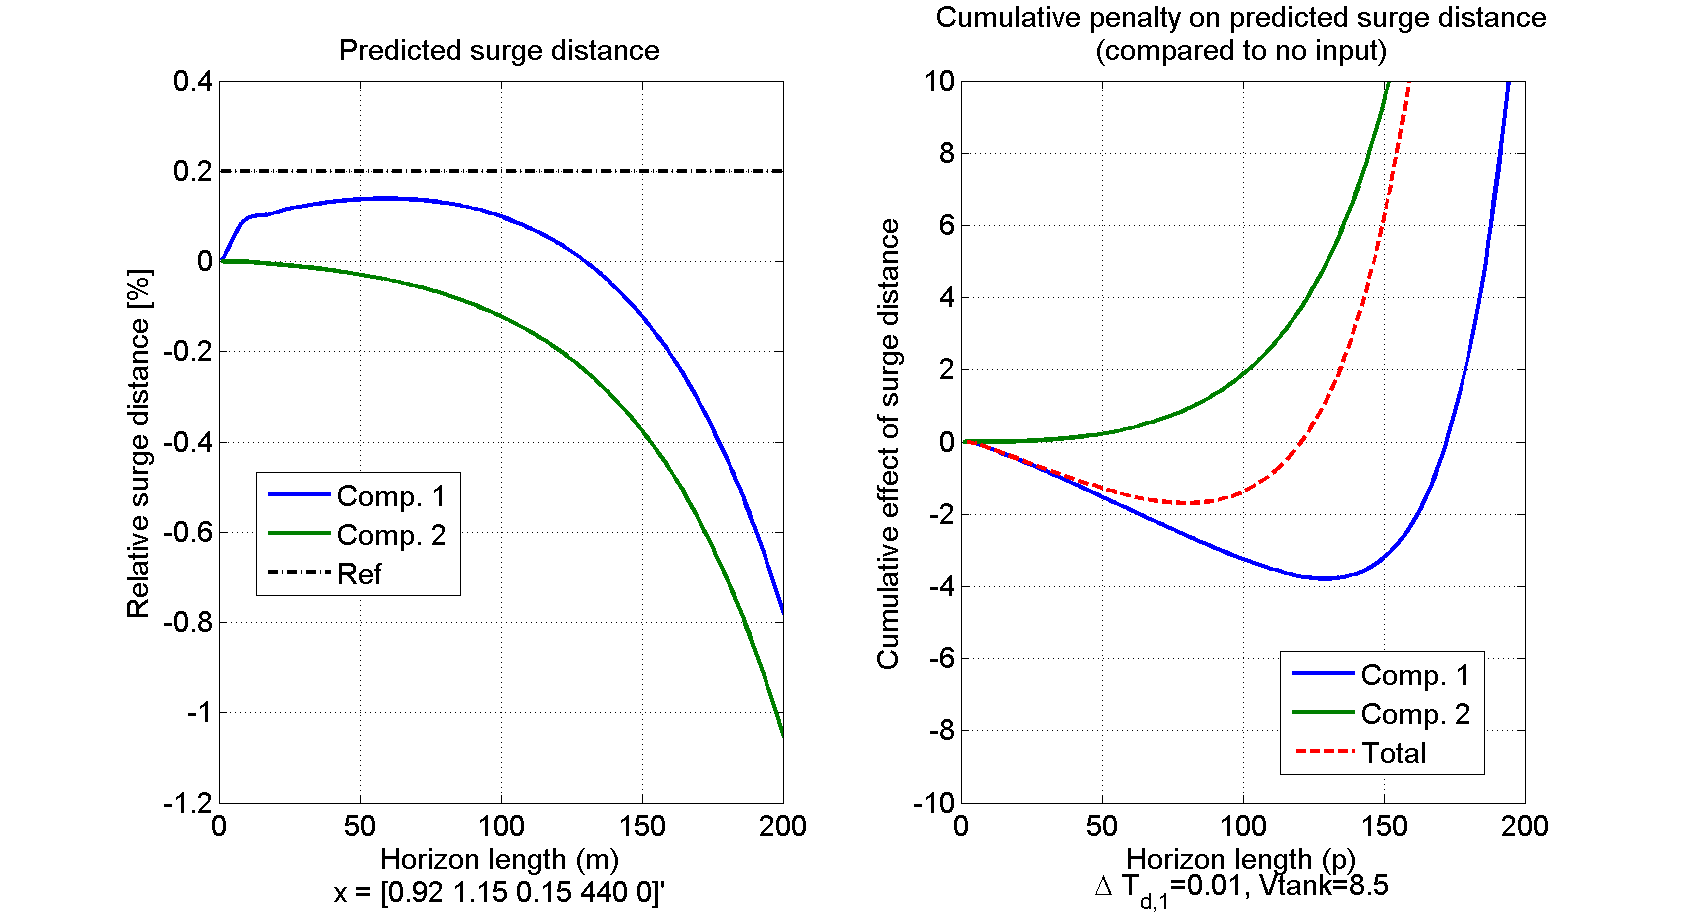 Predicted surge distance
0.4
0.2
0
-0.2
-0.4
-0.6
-0.8
-1
-1.2
Relative surge distance [%]
Comp. 1
Comp. 2
Ref
0 50 100 150 200
Horizon length (m)
x = [0.92 1.15 0.15 440 0]'
Cumulative penalty on predicted surge distance
(compared to no input)
10
8
6
4
2
0
-2
-4
-6
-8
-10
Cumulative effect of surge distance
Comp. 1
Comp. 2
Total
0 50 100 150 200
Horizon length (p)
Δ T_d,1=0.01, Vtank=8.5